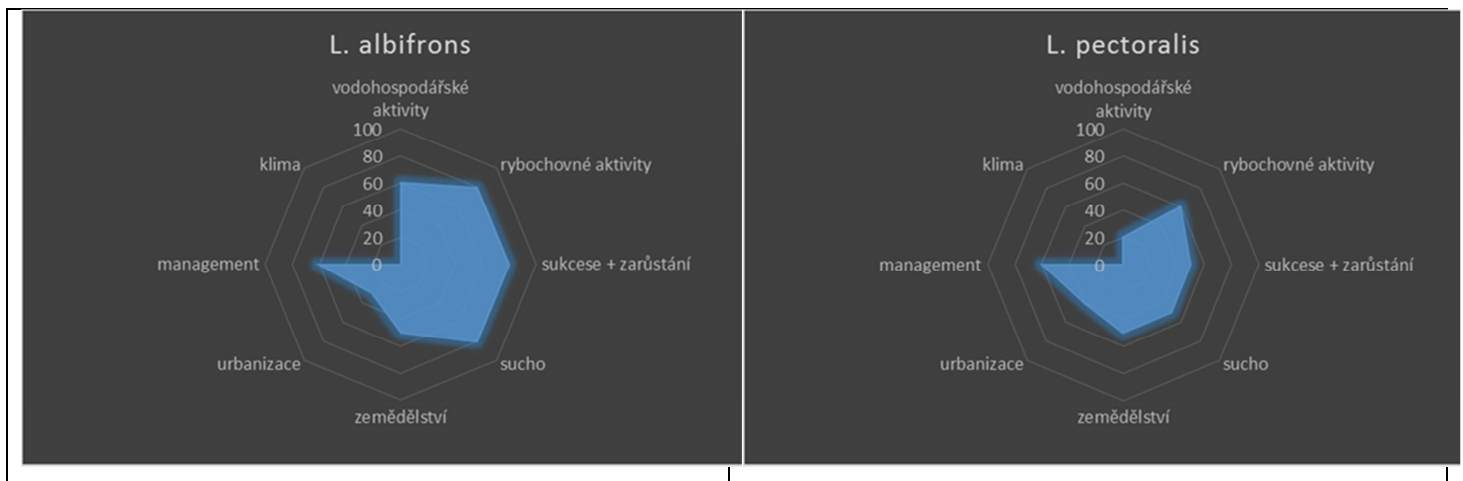 L. albifrons
vodohospodářské
aktivity
100
80
60
40
20
0
klima
rybochovné aktivity
management
sukcese + zarůstání
urbanizace
sucho
zemědělství
L. pectoralis
vodohospodářské
aktivity
100
80
60
40
20
0
klima
rybochovné aktivity
management
sukcese + zarůstání
urbanizace
sucho
zemědělství